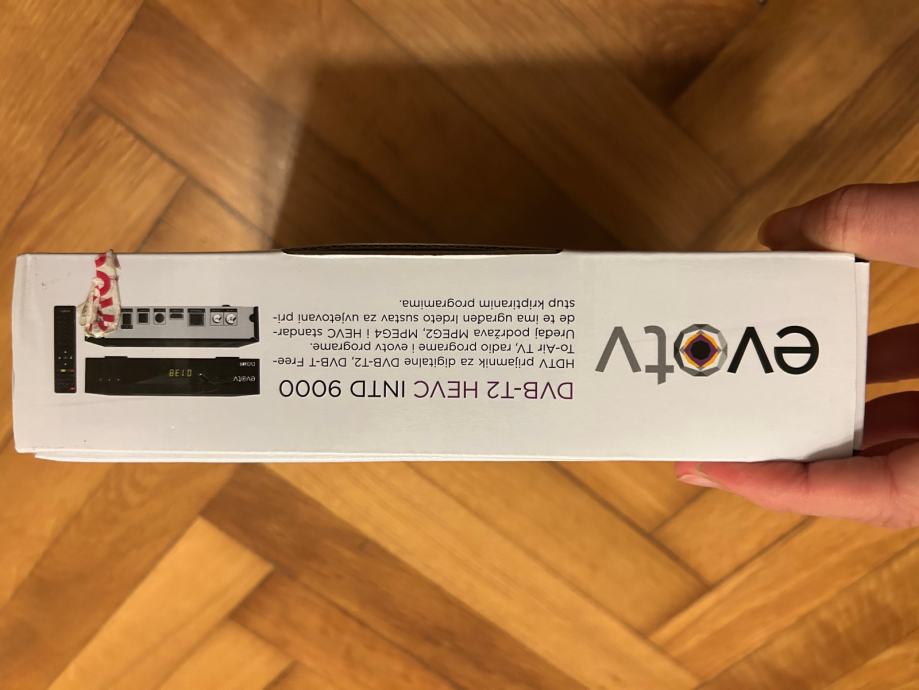 evotv
DVB-T2 HEVC INTD 9000
HDTV prijamnik za digitalne DVB-T2, DVB-T Free-
To-Air TV, radio programe i evotv programe.
Uređaj podržava MPEG2, MPEG4 i HEVC standar-
de te ima ugrađen Irdeto sustav za uvjetovani pri-
stup kriptiranim programima.
evotv